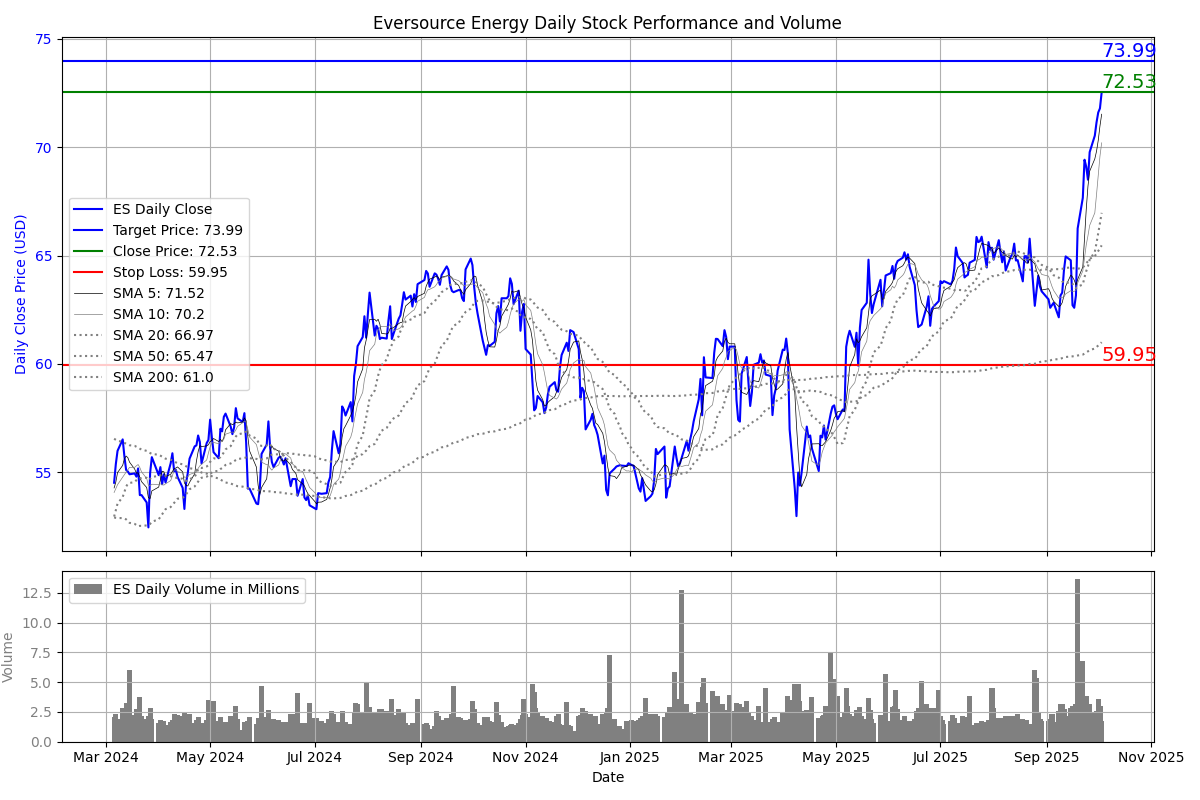 Eversource Energy Daily Stock Performance and Volume
75
70
65
60
55
Daily Close Price (USD)
73.99
72.53
59.95
ES Daily Close
Target Price: 73.99
Close Price: 72.53
Stop Loss: 59.95
SMA 5: 71.52
SMA 10: 70.2
SMA 20: 66.97
SMA 50: 65.47
SMA 200: 61.0
ES Daily Volume in Millions
12.5
10.0
7.5
5.0
2.5
0.0
Volume
Mar 2024 May 2024 Jul 2024 Sep 2024 Nov 2024 Jan 2025 Mar 2025 May 2025 Jul 2025 Sep 2025 Nov 2025
Date